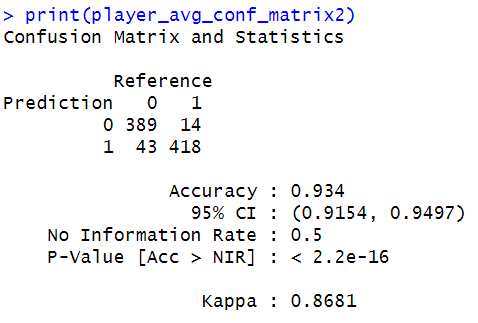 > print(player_avg_conf_matrix2)
Confusion Matrix and Statistics
Reference
Prediction 0 1
0 389 14
1 43 418
Accuracy : 0.934
95% CI : (0.9154, 0.9497)
No Information Rate : 0.5
P-Value [Acc > NIR] : < 2.2e-16
Kappa : 0.8681